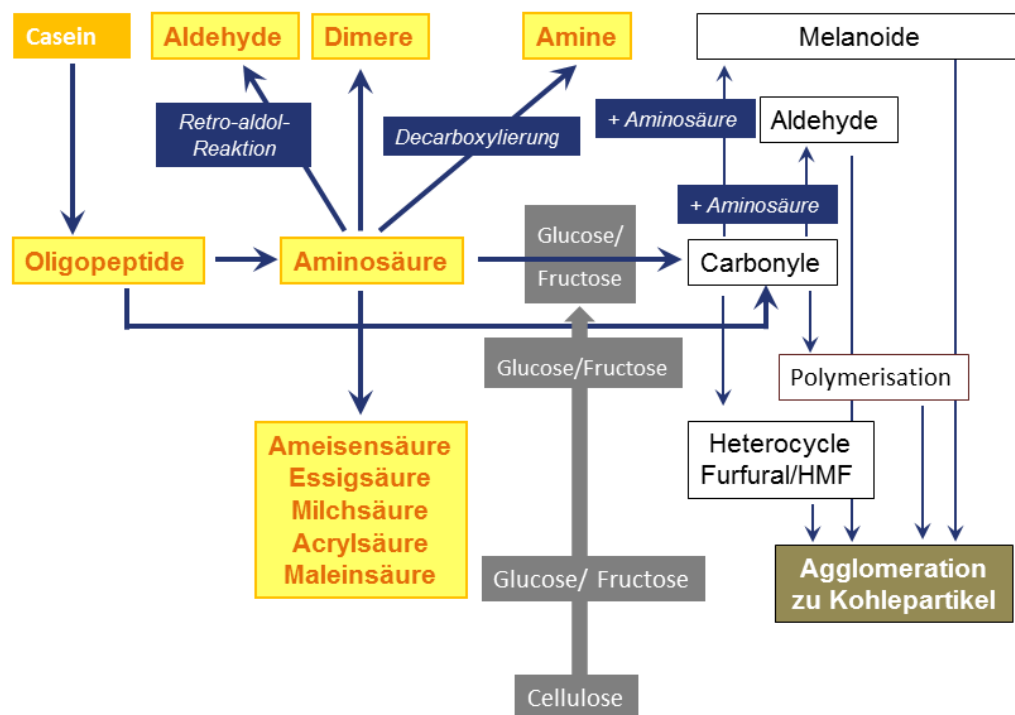 Casein
Aldehyde
Dimere
Amine
Melanoide
Retro-aldol-
Reaktion
Decarboxylierung
+ Aminosäure
Aldehyde
+ Aminosäure
Oligopeptide
Aminosäure
Glucose/
Fructose
Carbonyle
Glucose/Fructose
Polymerisation
Ameisensäure
Essigsäure
Milchsäure
Acrylsäure
Maleinsäure
Heterocycle
Furfural/HMF
Glucose/ Fructose
Agglomeration
zu Kohlepartikel
Cellulose